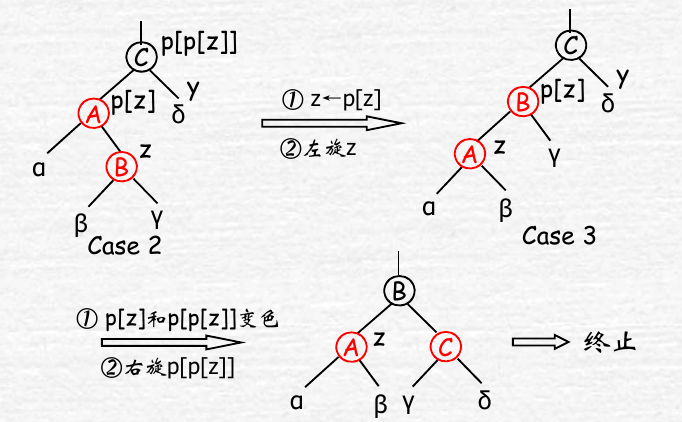 C p[p[z]]
A p[z] y
δ
α B z
β γ
Case 2
① z←p[z]
②左旋z
C
B p[z] y
δ
A z γ
α β
Case 3
① p[z]和p[p[z]]变色
②右旋p[p[z]]
B
A z C
α β γ δ
终止